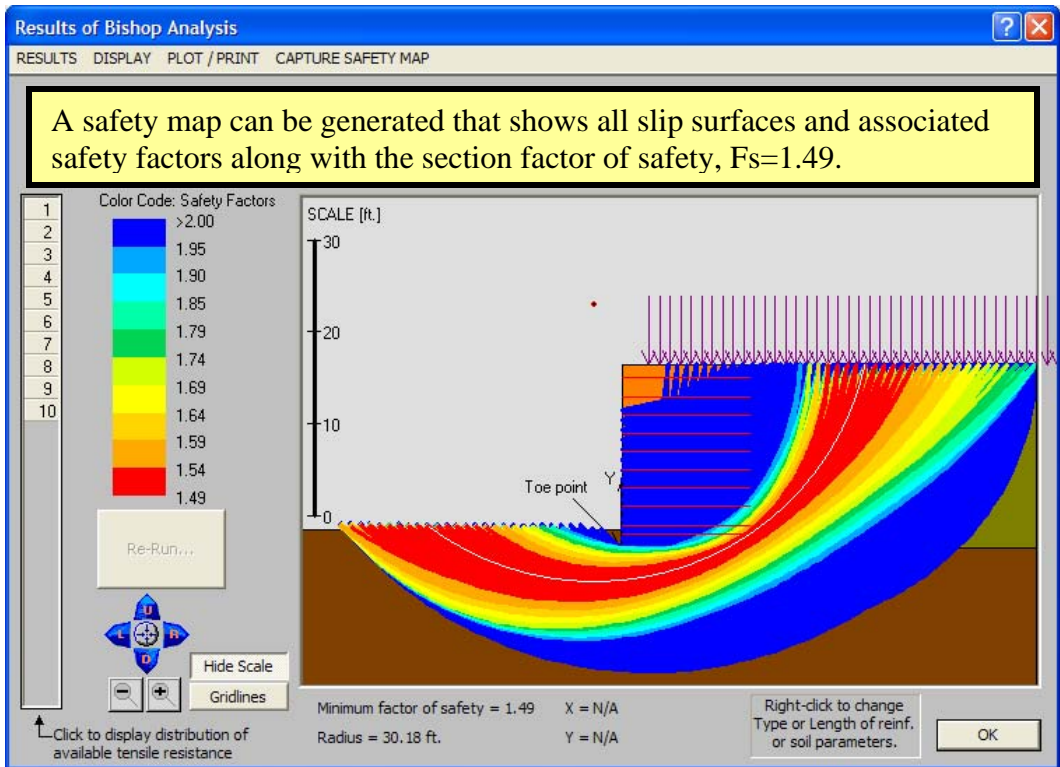 Results of Bishop Analysis
RESULTS DISPLAY PLOT / PRINT CAPTURE SAFETY MAP
A safety map can be generated that shows all slip surfaces and associated
safety factors along with the section factor of safety, Fs=1.49.
1
2
3
4
5
6
7
8
9
10
Color Code: Safety Factors
>2.00
1.95
1.90
1.85
1.79
1.74
1.69
1.64
1.59
1.54
1.49
Re-Run...
U
L R
D
Hide Scale
Gridlines
Click to display distribution of
available tensile resistance
SCALE [ft.]
30
20
10
0
Toe point
Y
Minimum factor of safety = 1.49 X = N/A
Radius = 30.18 ft. Y = N/A
Right-click to change
Type or Length of reinf.
or soil parameters.
OK